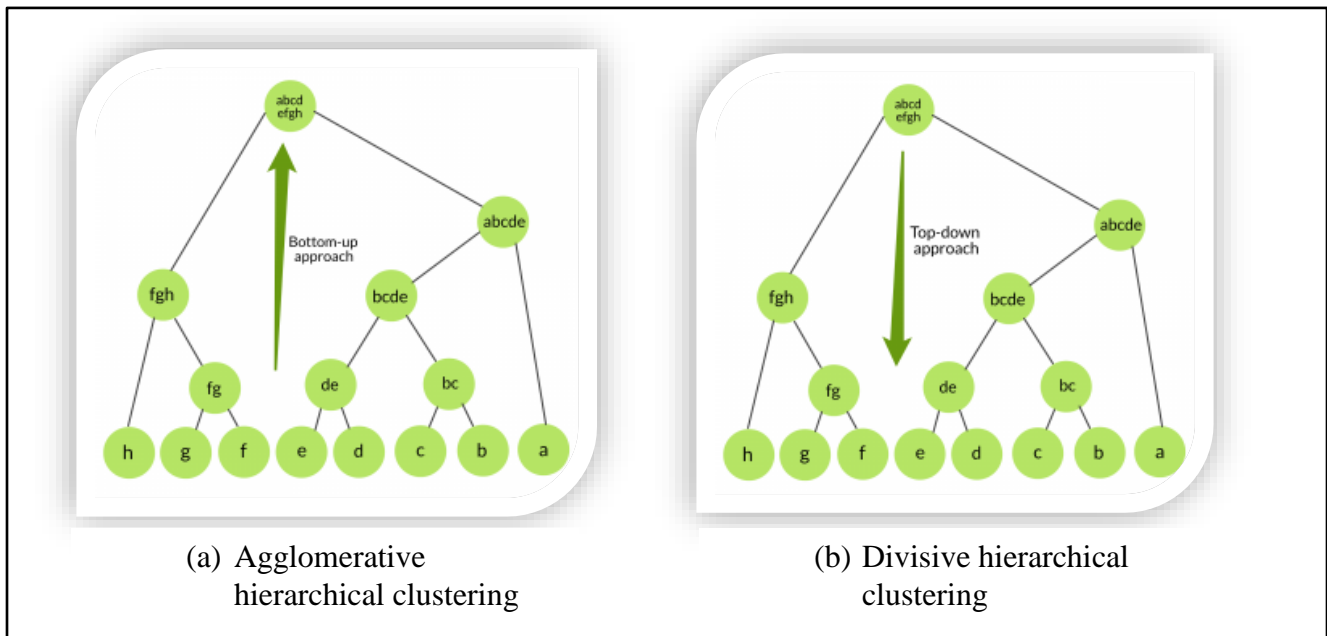 abcd
efgh
abcde
Bottom-up
approach
fgh
bcde
fg
de
bc
h
g
f
e
d
c
b
a
(a) Agglomerative
hierarchical clustering
abcd
efgh
abcde
Top-down
approach
fgh
bcde
fg
de
bc
h
g
f
e
d
c
b
a
(b) Divisive hierarchical
clustering